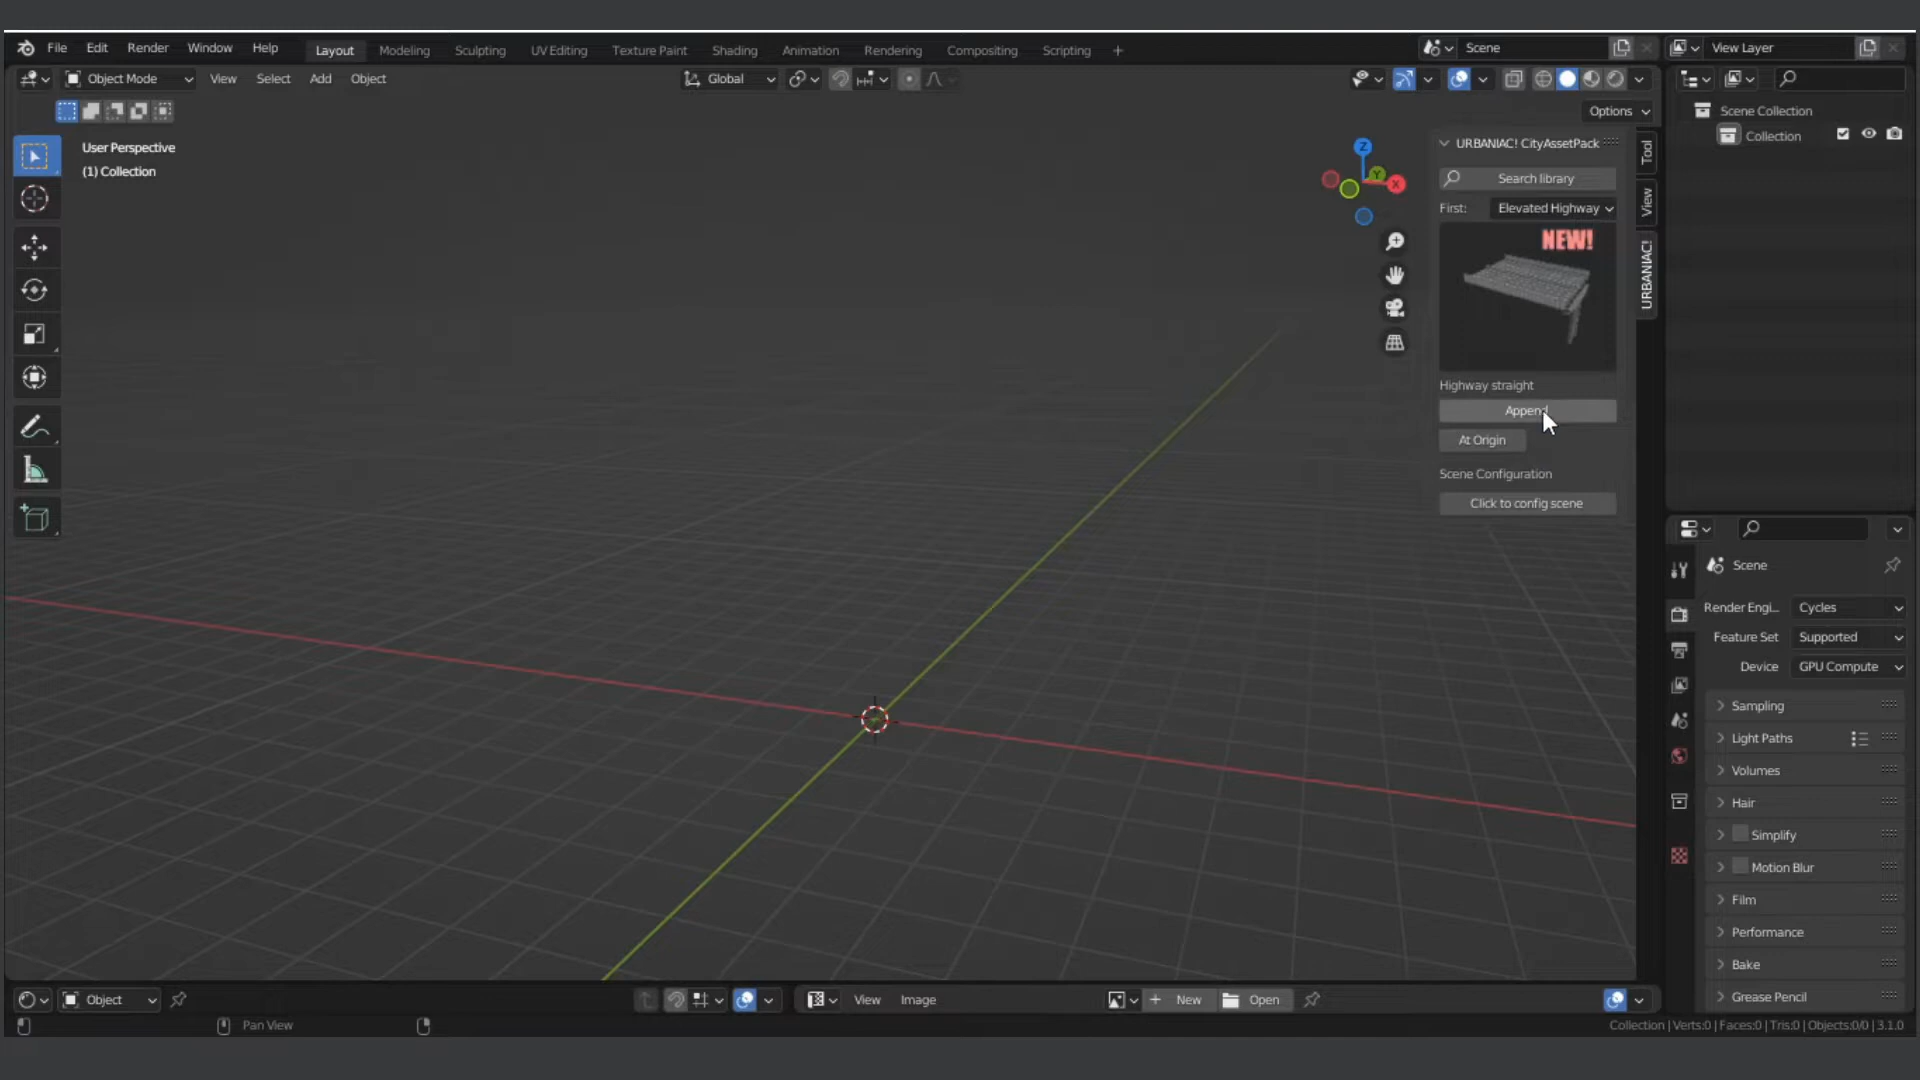 File Edit Render Window Help Layout Modeling Sculpting UV Editing Texture Paint Shading Animation Rendering Compositing Scripting + Scene View Layer
Object Mode View Select Add Object Global
Options
User Perspective
(1) Collection
Z
Y
X
URBANIAC! CityAssetPack
Search library
First: Elevated Highway
NEW!
Highway straight
Append
At Origin
Scene Configuration
Click to config scene
Tool
View
URBANIAC!
Scene Collection
Collection
Scene
Render Engi... Cycles
Feature Set Supported
Device GPU Compute
Sampling
Light Paths
Volumes
Hair
Simplify
Motion Blur
Film
Performance
Bake
Grease Pencil
Object View Image + New Open
Pan View
Collection | Verts:0 | Faces:0 | Tris:0 | Objects:0/0 | 3.1.0